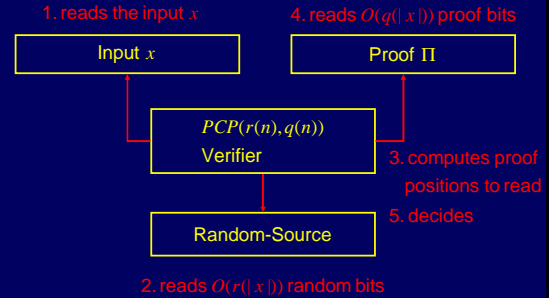 1. reads the input x
4. reads O(q(| x |)) proof bits
Input x
Proof Π
PCP(r(n), q(n))
Verifier
3. computes proof
positions to read
5. decides
Random-Source
2. reads O(r(| x |)) random bits